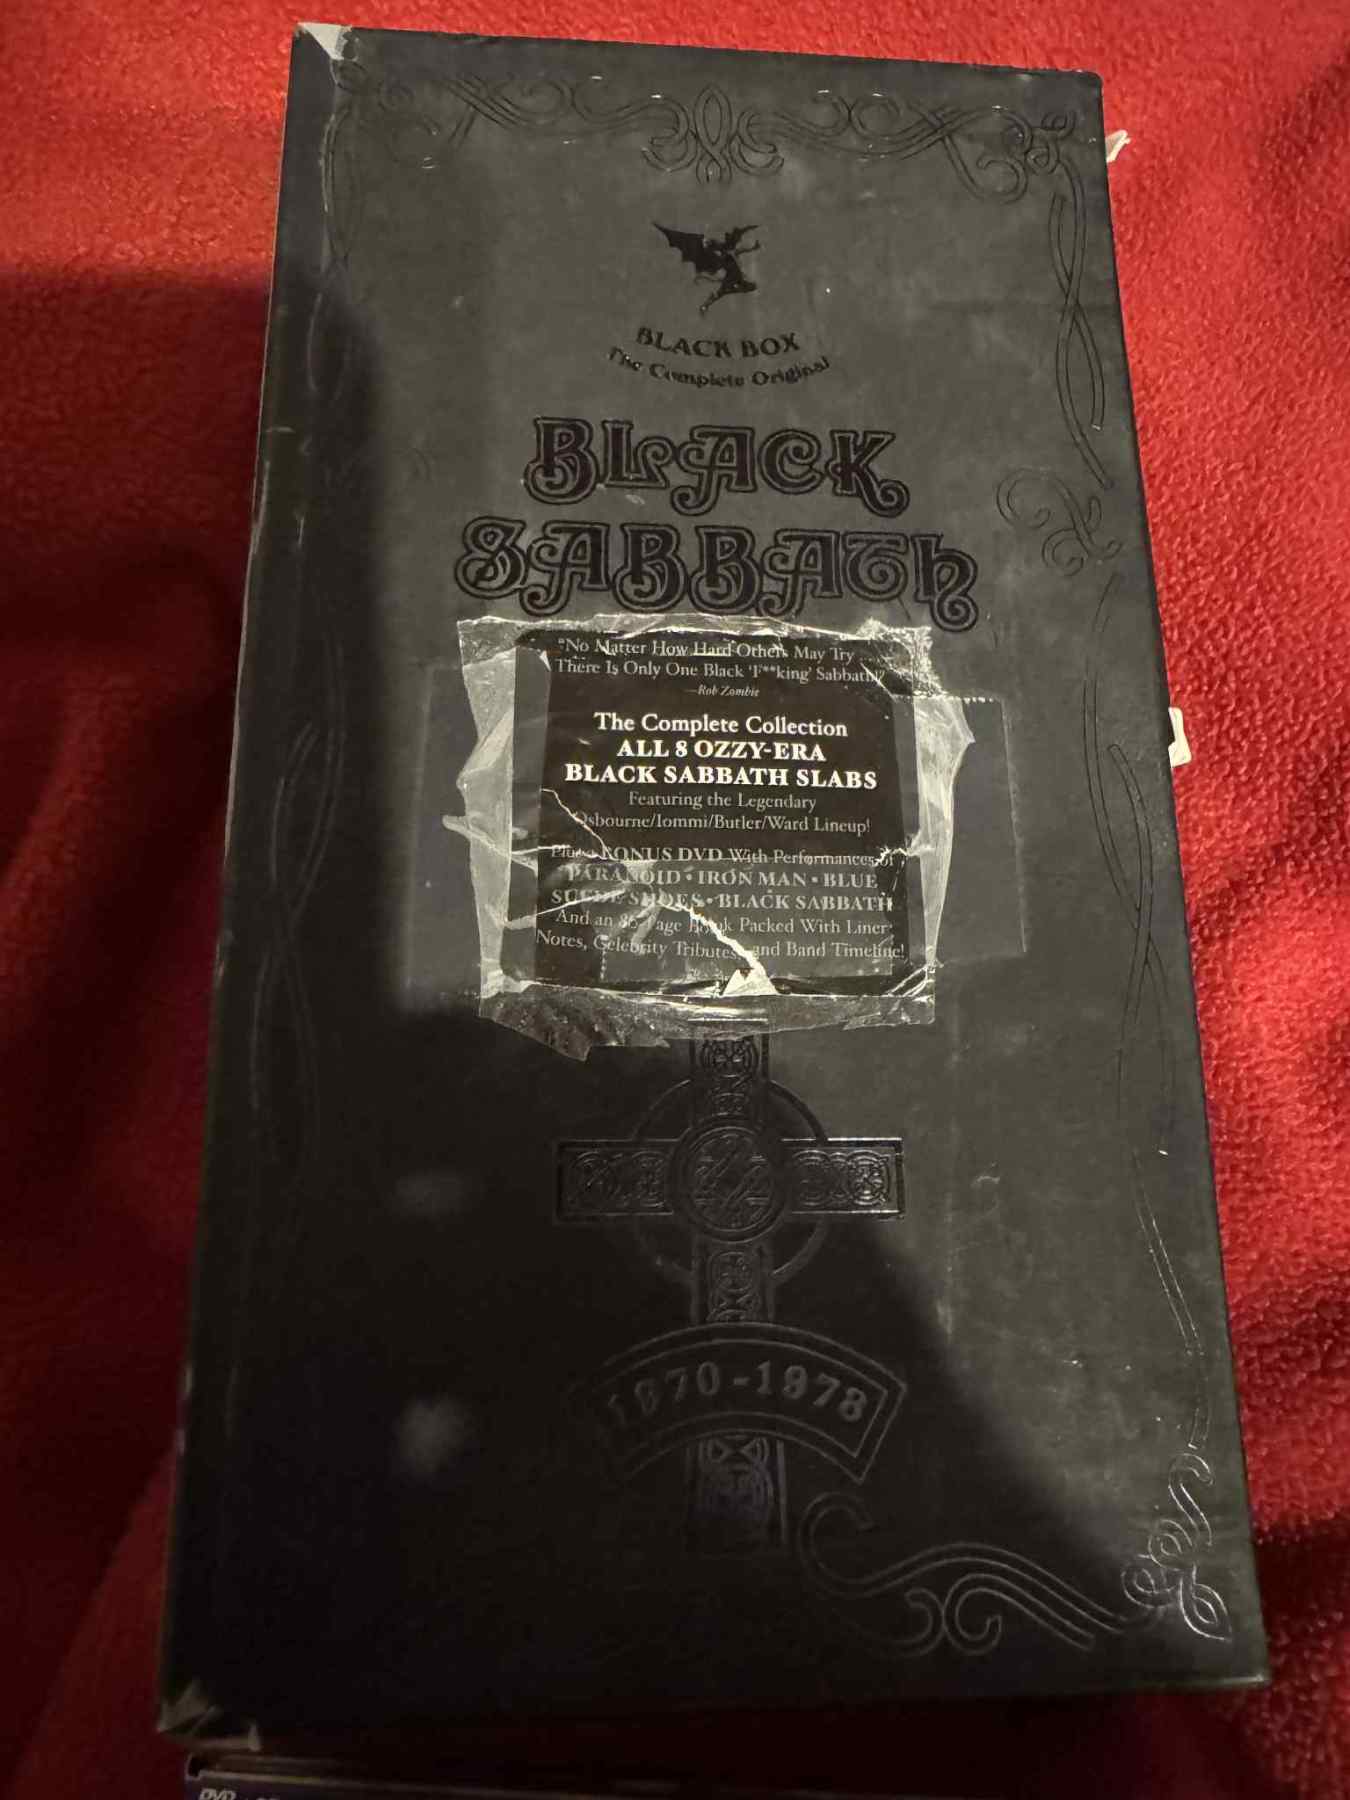 BLACK BOX
The Complete Original
BLACK
SABBATH
"No Matter How Hard Others May Try
There Is Only One Black 'F**king' Sabbath!"
—Rob Zombie
The Complete Collection
ALL 8 OZZY-ERA
BLACK SABBATH SLABS
Featuring the Legendary
Osbourne/Iommi/Butler/Ward Lineup!
Plus a BONUS DVD With Performances of
PARANOID • IRON MAN • BLUE
SUEDE SHOES • BLACK SABBATH
And an Page Book Packed With Liner
Notes, Celebrity Tributes, and Band Timeline!
1970-1978
DVD